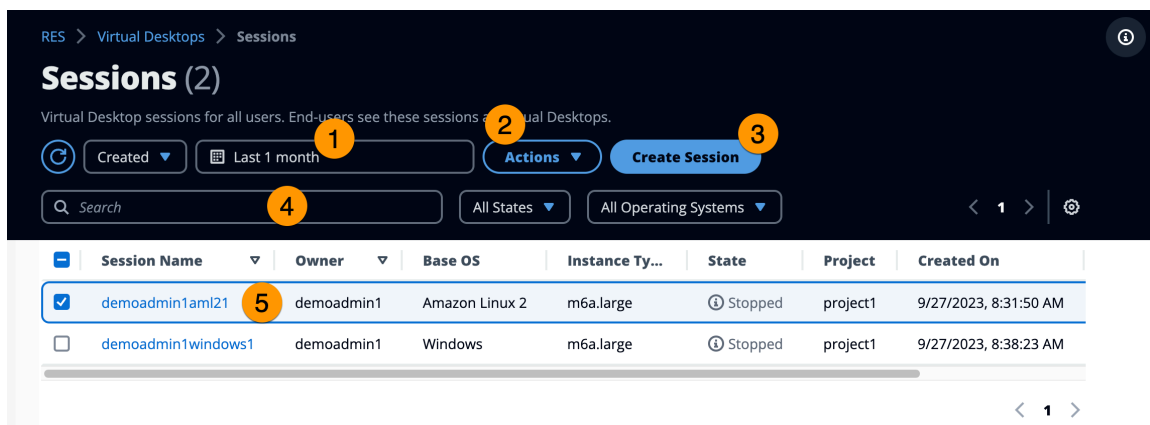 RES > Virtual Desktops > Sessions
Sessions (2)
Virtual Desktop sessions for all users. End-users see these sessions a ual Desktops.
1
2
3
Created Last 1 month Actions Create Session
Search 4 All States All Operating Systems < 1 >
Session Name Owner Base OS Instance Ty... State Project Created On
demoadmin1aml21 5 demoadmin1 Amazon Linux 2 m6a.large Stopped project1 9/27/2023, 8:31:50 AM
demoadmin1windows1 demoadmin1 Windows m6a.large Stopped project1 9/27/2023, 8:38:23 AM
< 1 >